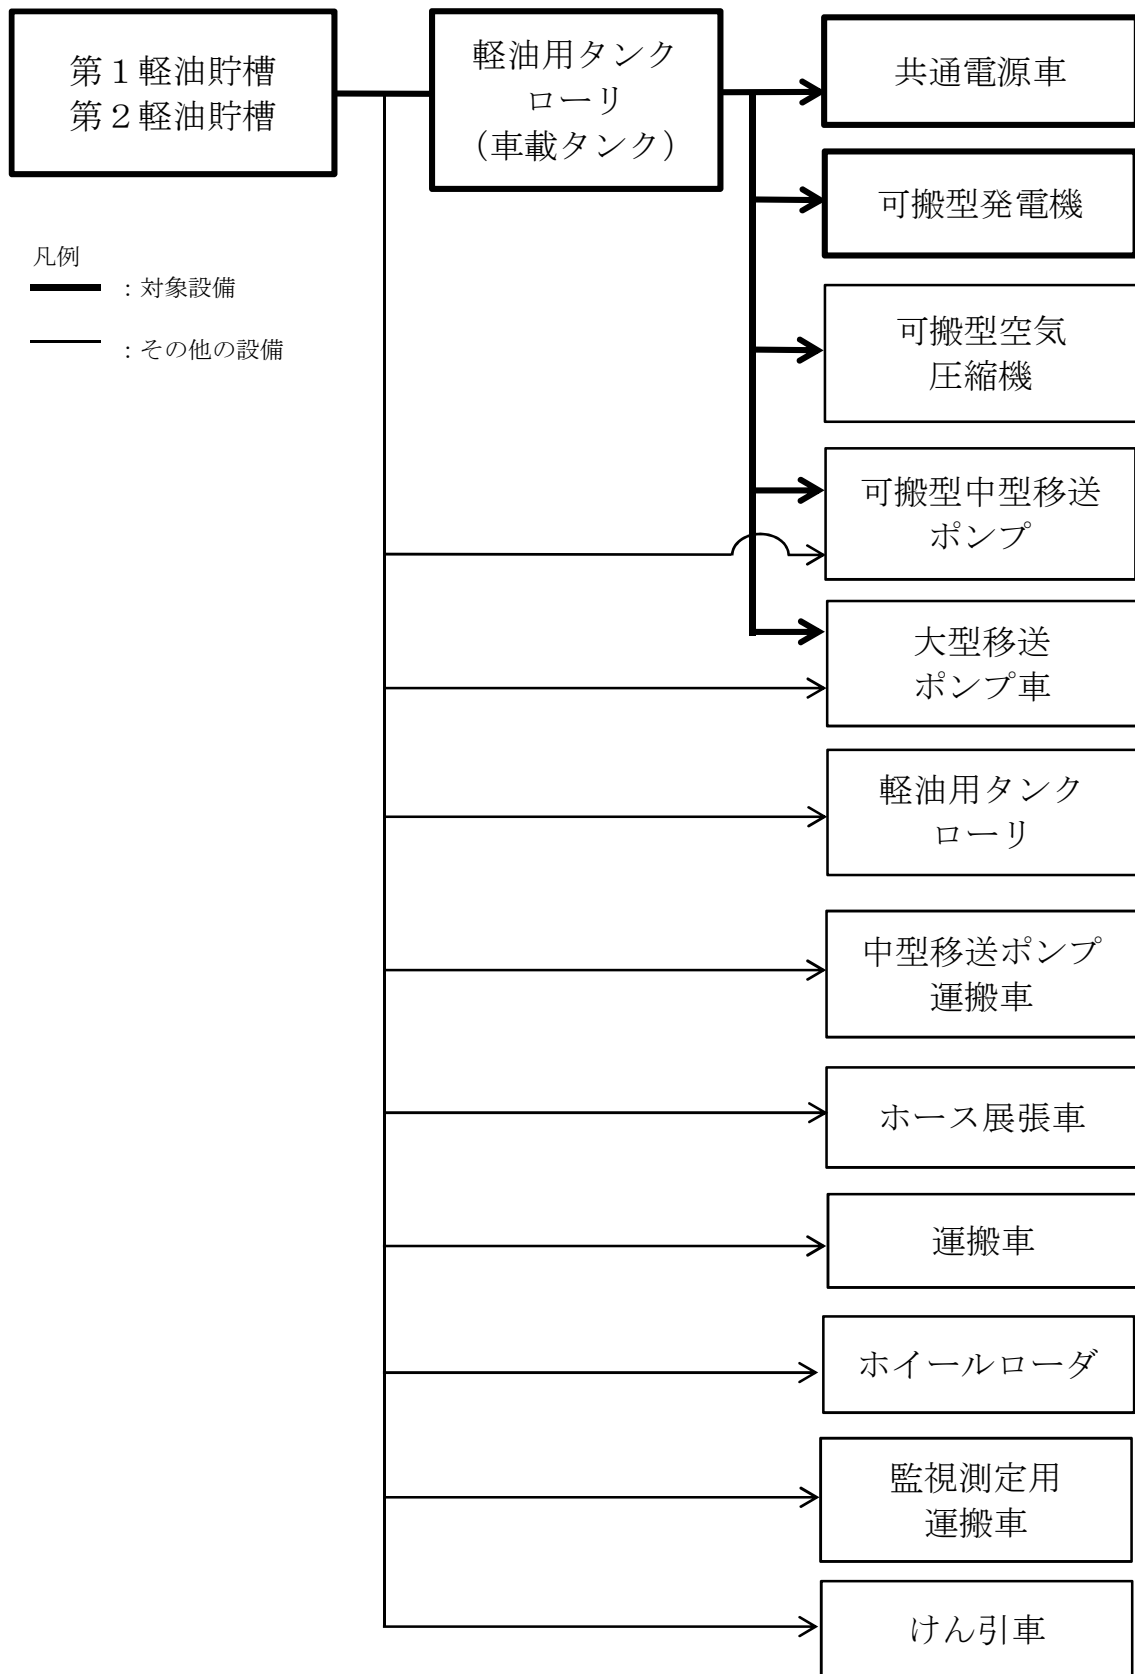 第１軽油貯槽
第２軽油貯槽
軽油用タンク
ローリ
（車載タンク）
共通電源車
可搬型発電機
凡例
：対象設備
：その他の設備
可搬型空気
圧縮機
可搬型中型移送
ポンプ
大型移送
ポンプ車
軽油用タンク
ローリ
中型移送ポンプ
運搬車
ホース展張車
運搬車
ホイールローダ
監視測定用
運搬車
けん引車